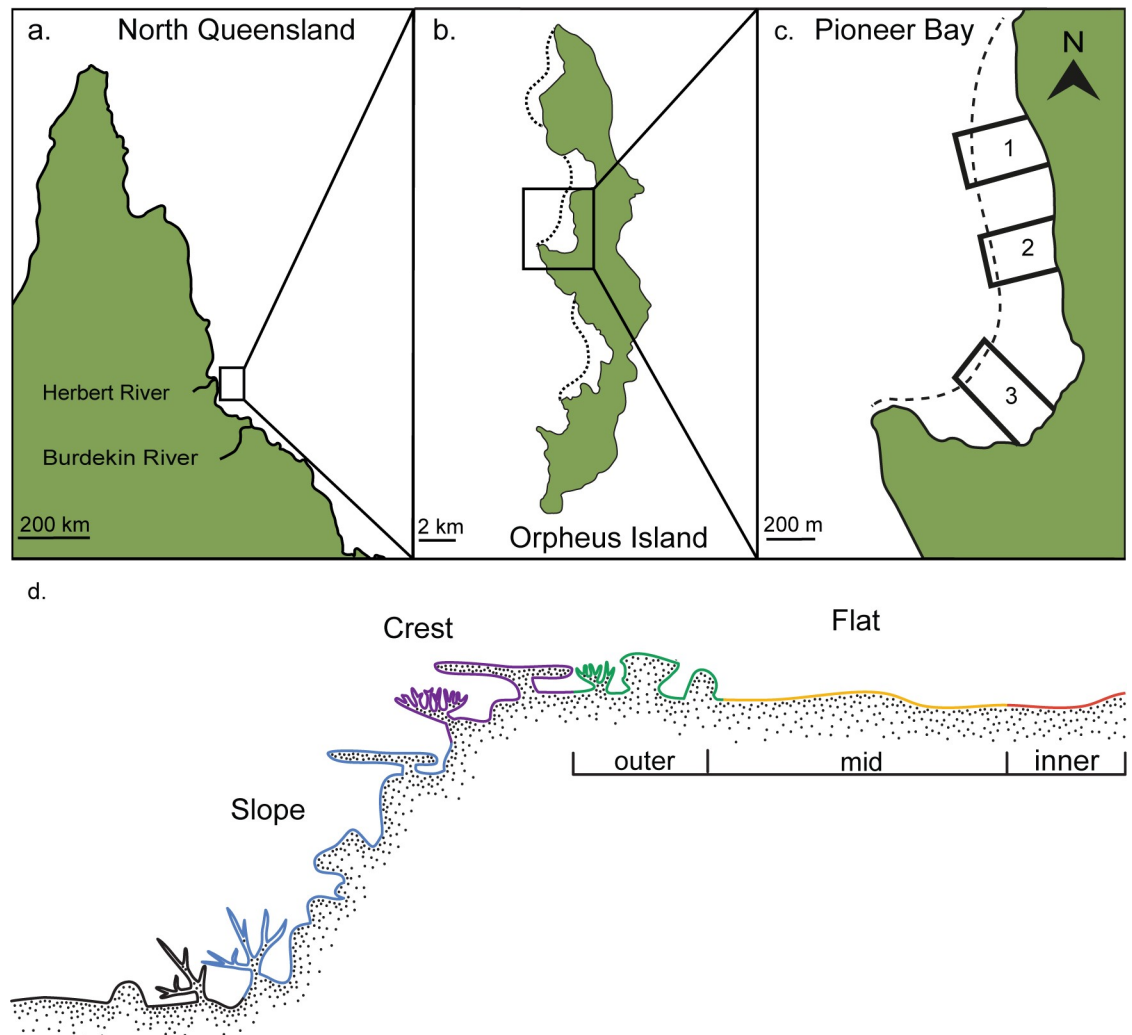 a. North Queensland
Herbert River
Burdekin River
200 km
b.
2 km
Orpheus Island
c. Pioneer Bay
N
1
2
3
200 m
d.
Crest
Flat
outer mid inner
Slope